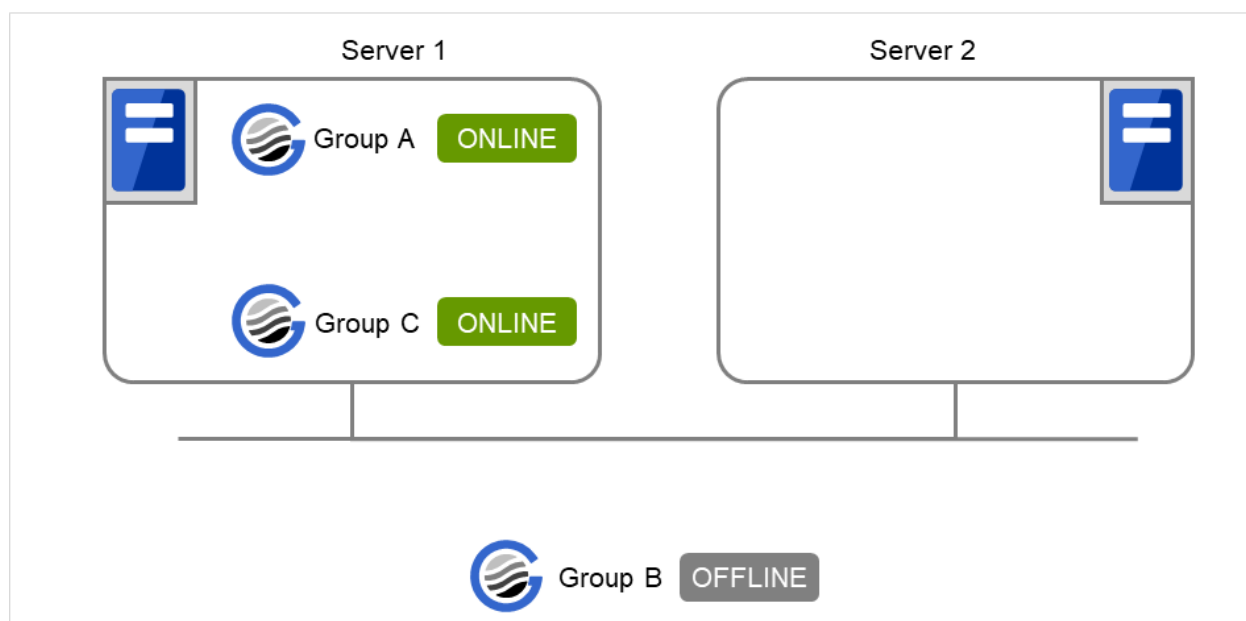 Server 1
Server 2
Group A ONLINE
Group C ONLINE
Group B OFFLINE